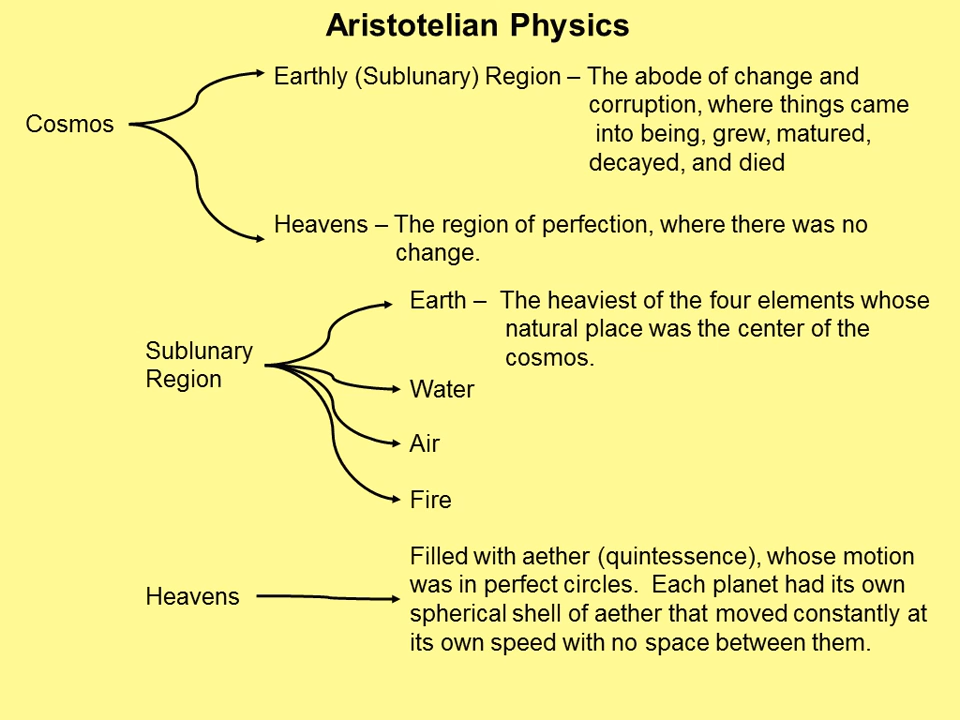 Aristotelian Physics
Cosmos
Earthly (Sublunary) Region – The abode of change and
corruption, where things came
into being, grew, matured,
decayed, and died
Heavens – The region of perfection, where there was no
change.
Sublunary
Region
Earth – The heaviest of the four elements whose
natural place was the center of the
cosmos.
Water
Air
Fire
Heavens
Filled with aether (quintessence), whose motion
was in perfect circles. Each planet had its own
spherical shell of aether that moved constantly at
its own speed with no space between them.